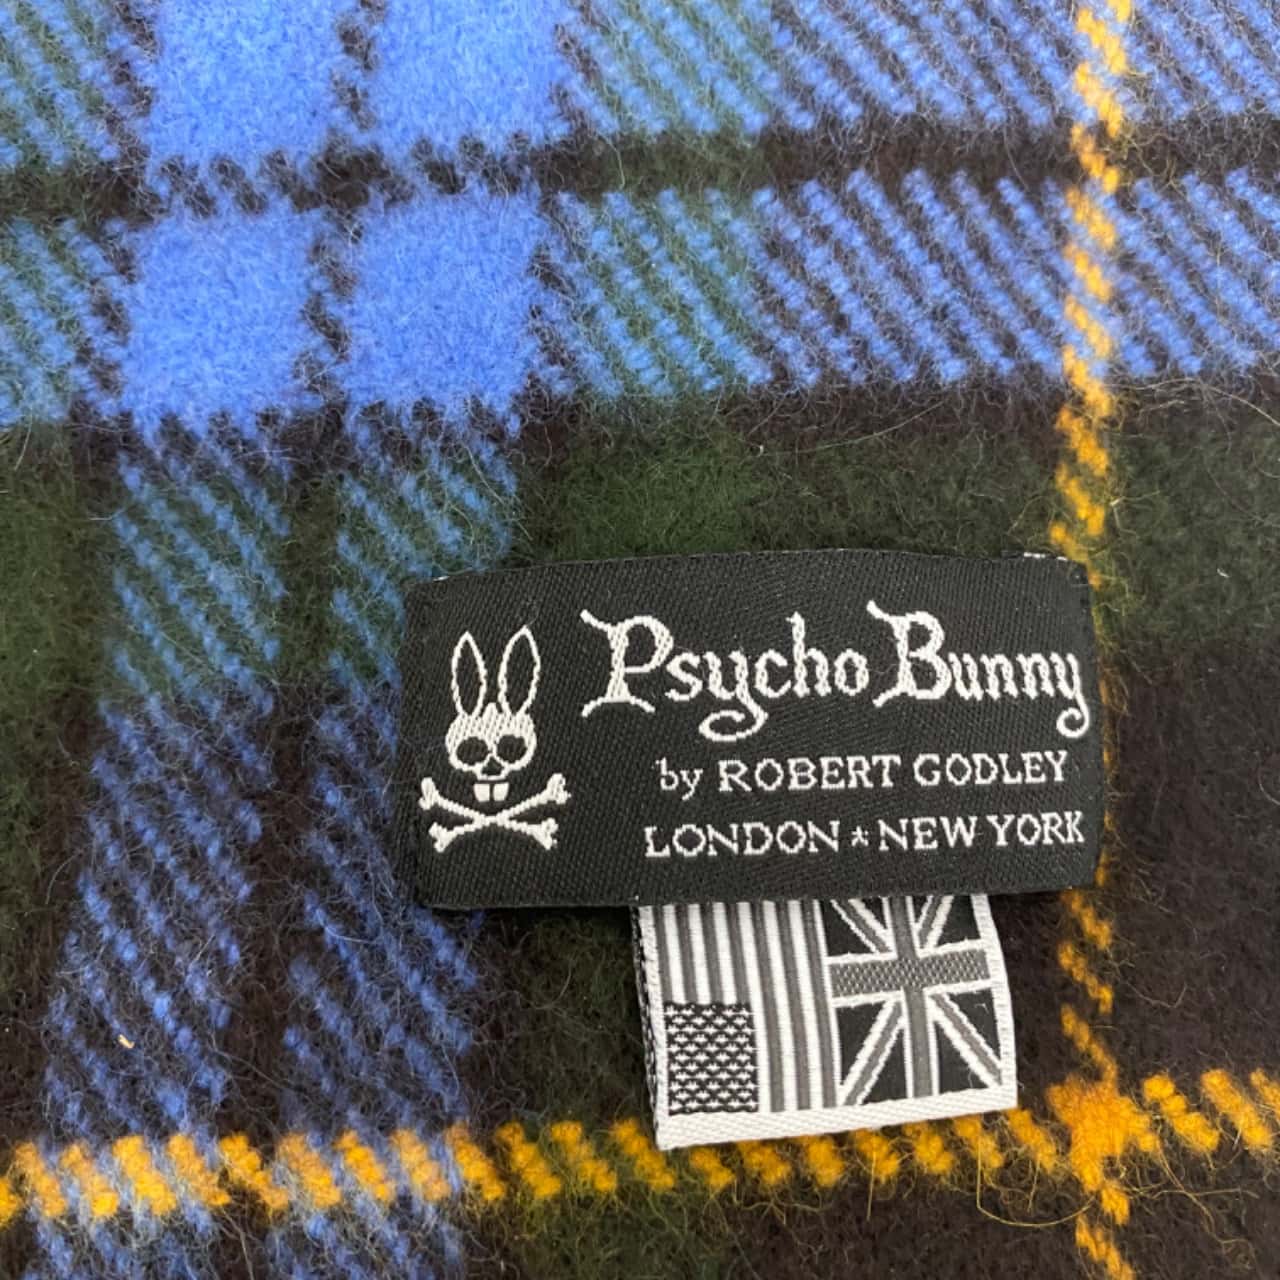 Psycho Bunny
by ROBERT GODLEY
LONDON * NEW YORK